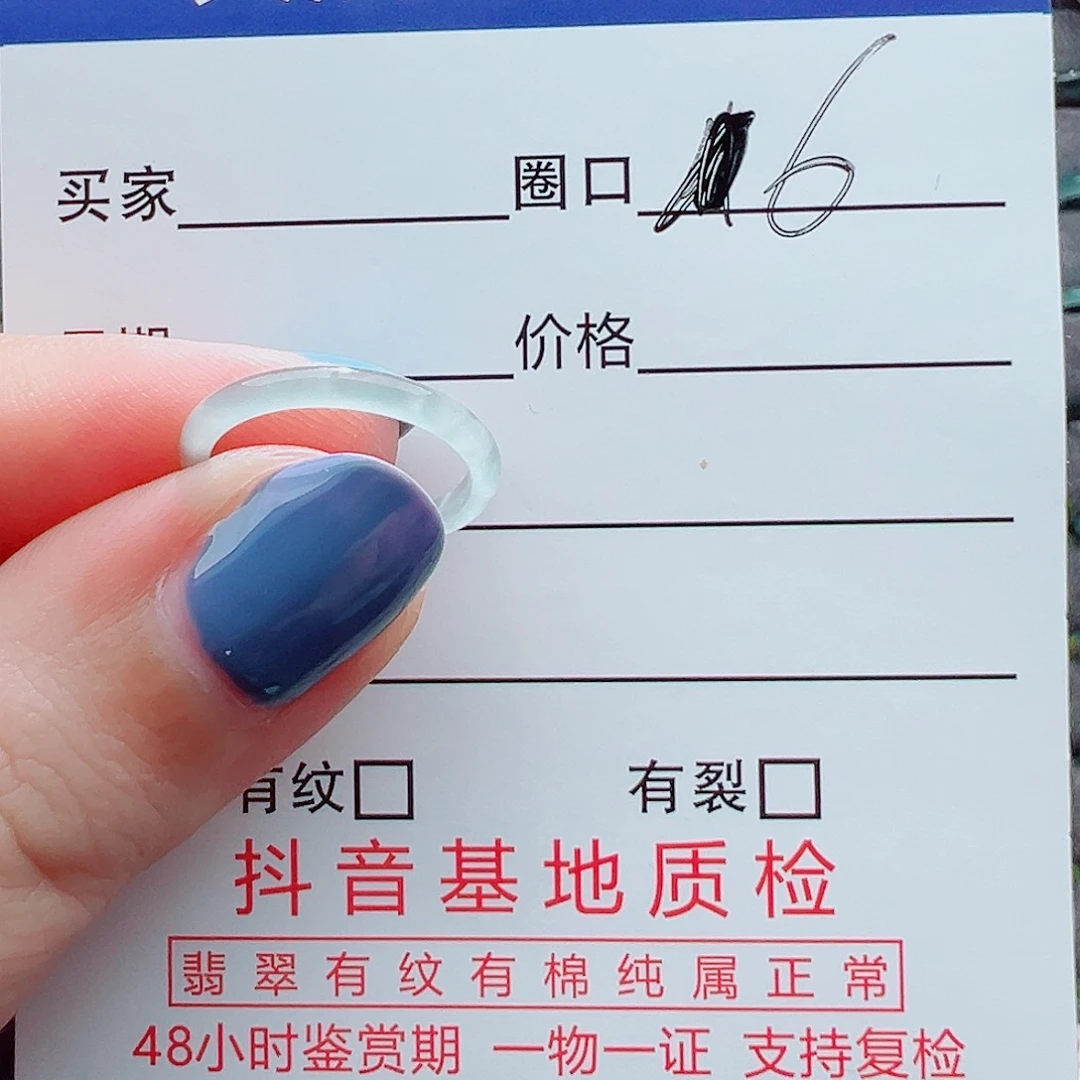 买家 圈口 6
价格
有纹□ 有裂□
抖音基地质检
翡翠有纹有棉纯属正常
48小时鉴赏期 一物一证 支持复检